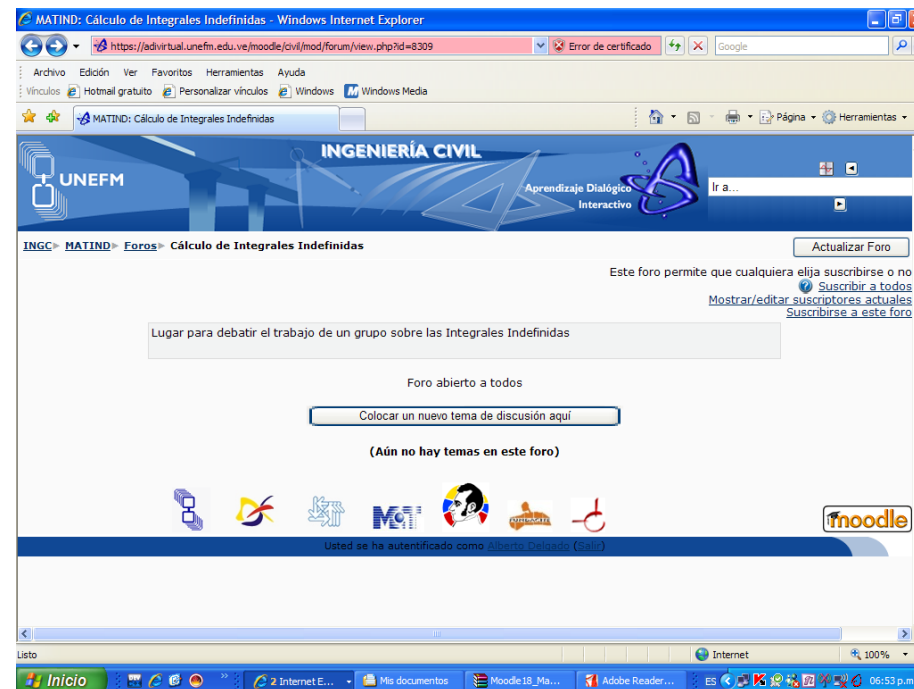 MATIND: Cálculo de Integrales Indefinidas - Windows Internet Explorer
https://adivirtual.unefm.edu.ve/moodle/civil/mod/forum/view.php?id=8309
Error de certificado
Google
Archivo Edición Ver Favoritos Herramientas Ayuda
Vínculos Hotmail gratuito Personalizar vínculos Windows Windows Media
MATIND: Cálculo de Integrales Indefinidas
Página Herramientas
INGENIERÍA CIVIL
UNEFM
Aprendizaje Dialógico
Interactivo
Ir a...
INGC ► MATIND ► Foros ► Cálculo de Integrales Indefinidas
Actualizar Foro
Este foro permite que cualquiera elija suscribirse o no
Suscribir a todos
Mostrar/editar suscriptores actuales
Suscribirse a este foro
Lugar para debatir el trabajo de un grupo sobre las Integrales Indefinidas
Foro abierto a todos
Colocar un nuevo tema de discusión aquí
(Aún no hay temas en este foro)
moodle
Usted se ha autentificado como Alberto Delgado (Salir)
Listo
Internet
100%
Inicio
2 Internet E...
Mis documentos
Moodle18_Ma...
Adobe Reader...
ES
06:53 p.m